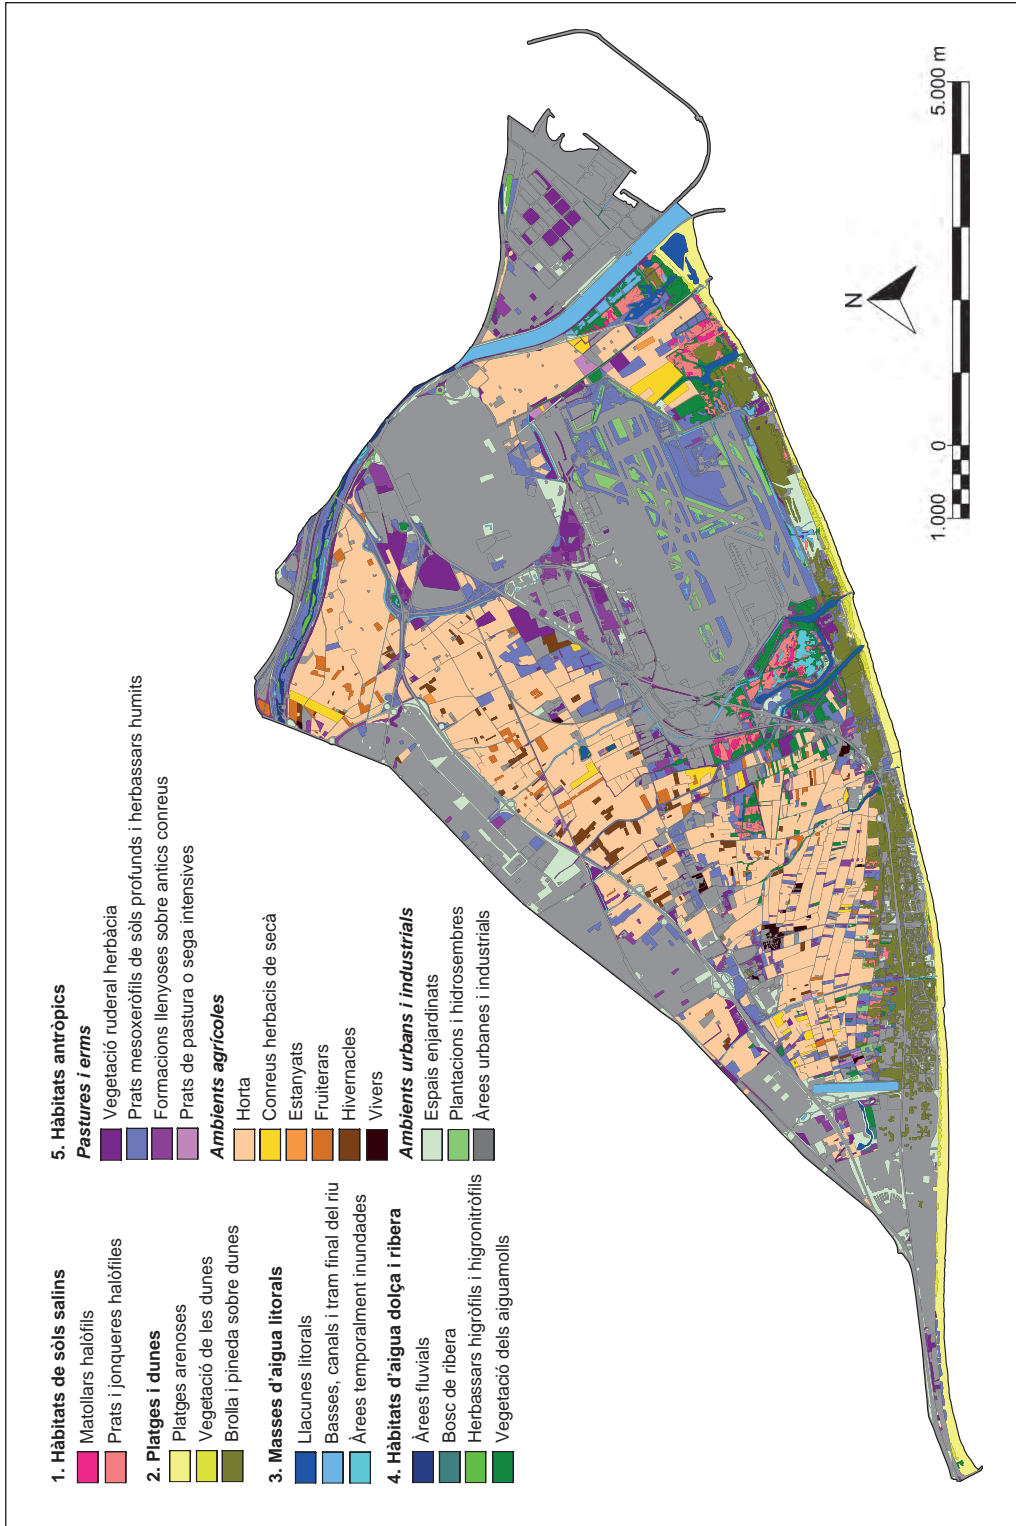 1. Hàbitats de sòls salins
Matollars halòfils
Prats i jonqueres halòfiles
2. Platges i dunes
Platges arenoses
Vegetació de les dunes
Brolla i pineda sobre dunes
3. Masses d'aigua litorals
Llacunes litorals
Basses, canals i tram final del riu
Àrees temporalment inundades
4. Hàbitats d'aigua dolça i ribera
Àrees fluvials
Bosc de ribera
Herbassars higròfils i higronitròfils
Vegetació dels aiguamolls
5. Hàbitats antròpics
Pastures i erms
Vegetació ruderal herbàcia
Prats mesoxeròfils de sòls profunds i herbassars humits
Formacions llenyoses sobre antics conreus
Prats de pastura o sega intensives
Ambients agrícoles
Horta
Conreus herbacis de secà
Estanyats
Fruiterars
Hivernacles
Vivers
Ambients urbans i industrials
Espais enjardinats
Plantacions i hidrosembres
Àrees urbanes i industrials
N
1.000 0 5.000 m